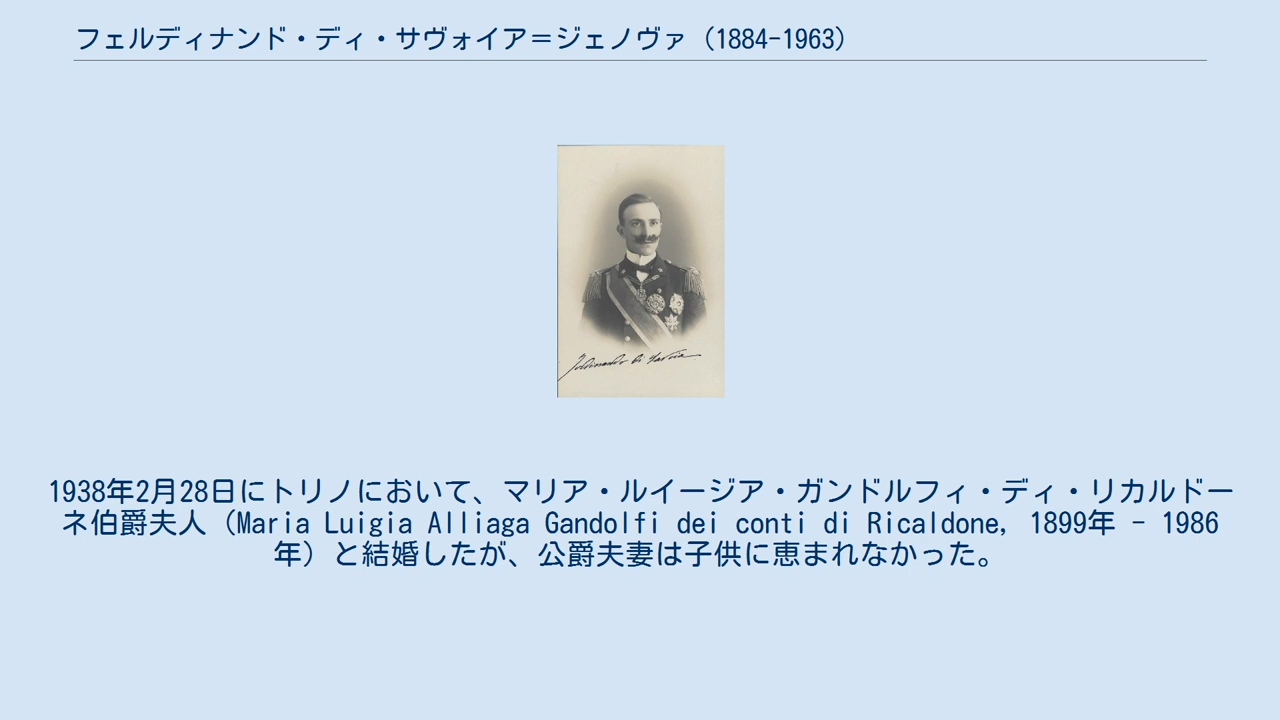 フェルディナンド・ディ・サヴォイア＝ジェノヴァ（1884-1963）
Ferdinando di Savoia
1938年2月28日にトリノにおいて、マリア・ルイージア・ガンドルフィ・ディ・リカルドー
ネ伯爵夫人（Maria Luigia Alliaga Gandolfi dei conti di Ricaldone, 1899年 - 1986
年）と結婚したが、公爵夫妻は子供に恵まれなかった。